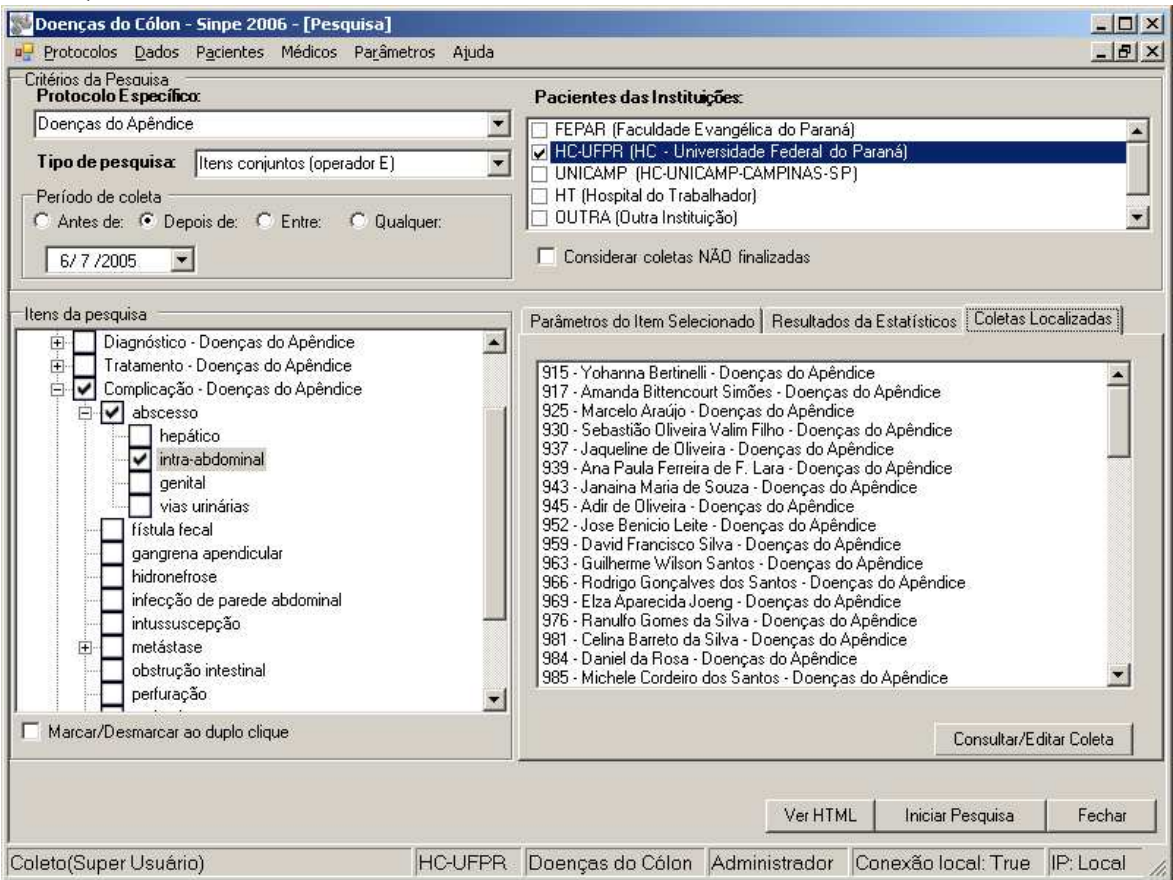 Doenças do Cólon - Sinpe 2006 - [Pesquisa]
Protocolos Dados Pacientes Médicos Parâmetros Ajuda
Critérios da Pesquisa
Protocolo Específico:
Doenças do Apêndice
Tipo de pesquisa: Itens conjuntos (operador E)
Período de coleta
Antes de: Depois de: Entre: Qualquer:
6/ 7 /2005
Pacientes das Instituições:
FEPAR (Faculdade Evangélica do Paraná)
HC-UFPR (HC - Universidade Federal do Paraná)
UNICAMP (HC-UNICAMP-CAMPINAS-SP)
HT (Hospital do Trabalhador)
OUTRA (Outra Instituição)
Considerar coletas NÃO finalizadas
Itens da pesquisa
Diagnóstico - Doenças do Apêndice
Tratamento - Doenças do Apêndice
Complicação - Doenças do Apêndice
abscesso
hepático
intra-abdominal
genital
vias urinárias
fístula fecal
gangrena apendicular
hidronefrose
infecção de parede abdominal
intussuscepção
metástase
obstrução intestinal
perfuração
Marcar/Desmarcar ao duplo clique
Parâmetros do Item Selecionado Resultados da Estatísticos Coletas Localizadas
915 - Yohanna Bertinelli - Doenças do Apêndice
917 - Amanda Bittencourt Simões - Doenças do Apêndice
925 - Marcelo Araújo - Doenças do Apêndice
930 - Sebastião Oliveira Valim Filho - Doenças do Apêndice
937 - Jaqueline de Oliveira - Doenças do Apêndice
939 - Ana Paula Ferreira de F. Lara - Doenças do Apêndice
943 - Janaina Maria de Souza - Doenças do Apêndice
945 - Adir de Oliveira - Doenças do Apêndice
952 - Jose Benicio Leite - Doenças do Apêndice
959 - David Francisco Silva - Doenças do Apêndice
963 - Guilherme Wilson Santos - Doenças do Apêndice
966 - Rodrigo Gonçalves dos Santos - Doenças do Apêndice
969 - Elza Aparecida Joeng - Doenças do Apêndice
976 - Ranulfo Gomes da Silva - Doenças do Apêndice
981 - Celina Barreto da Silva - Doenças do Apêndice
984 - Daniel da Rosa - Doenças do Apêndice
985 - Michele Cordeiro dos Santos - Doenças do Apêndice
Consultar/Editar Coleta
Ver HTML Iniciar Pesquisa Fechar
Coleto(Super Usuário) HC-UFPR Doenças do Cólon Administrador Conexão local: True IP: Local